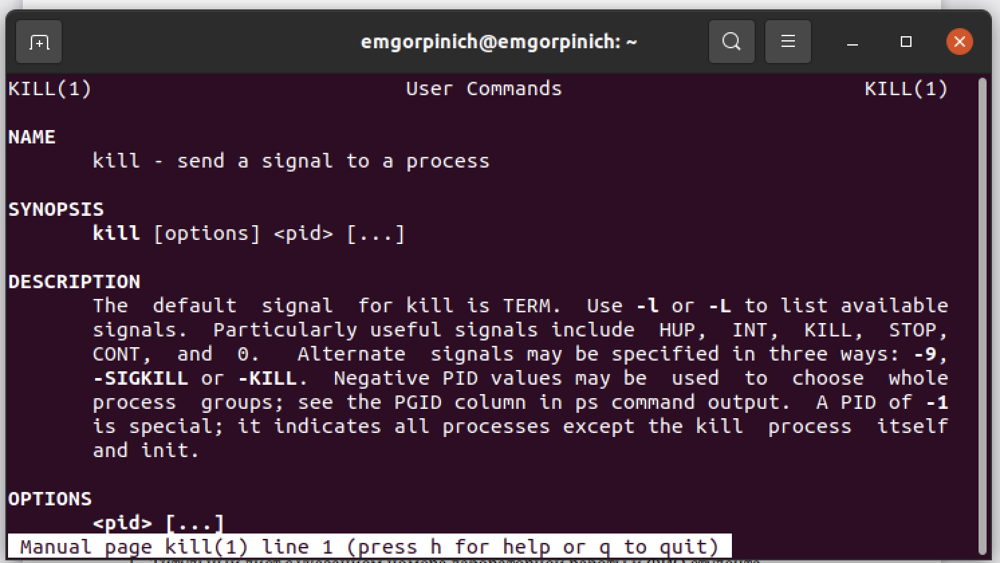 emgorpinich@emgorpinich: ~
KILL(1) User Commands KILL(1)
NAME
kill - send a signal to a process
SYNOPSIS
kill [options] <pid> [...]
DESCRIPTION
The default signal for kill is TERM. Use -l or -L to list available
signals. Particularly useful signals include HUP, INT, KILL, STOP,
CONT, and 0. Alternate signals may be specified in three ways: -9,
-SIGKILL or -KILL. Negative PID values may be used to choose whole
process groups; see the PGID column in ps command output. A PID of -1
is special; it indicates all processes except the kill process itself
and init.
OPTIONS
<pid> [...]
Manual page kill(1) line 1 (press h for help or q to quit)